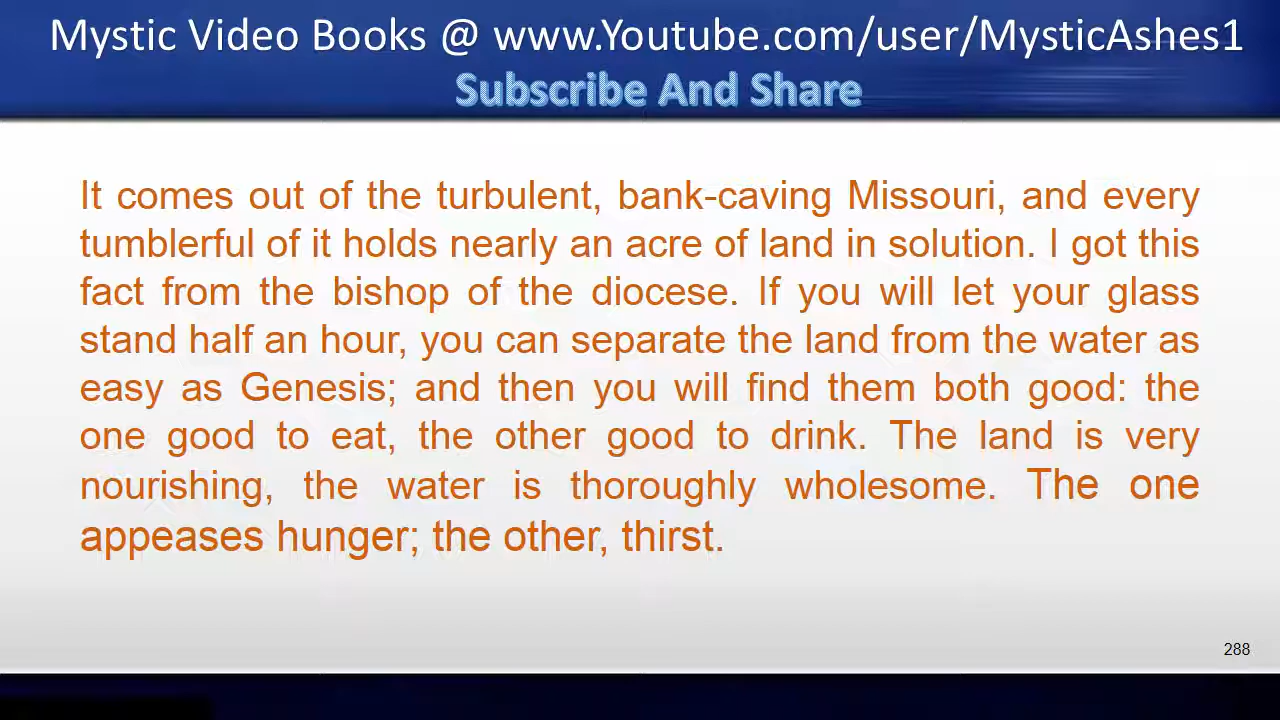 Mystic Video Books @ www.Youtube.com/user/MysticAshes1
Subscribe And Share
It comes out of the turbulent, bank-caving Missouri, and every
tumblerful of it holds nearly an acre of land in solution. I got this
fact from the bishop of the diocese. If you will let your glass
stand half an hour, you can separate the land from the water as
easy as Genesis; and then you will find them both good: the
one good to eat, the other good to drink. The land is very
nourishing, the water is thoroughly wholesome. The one
appeases hunger; the other, thirst.
288